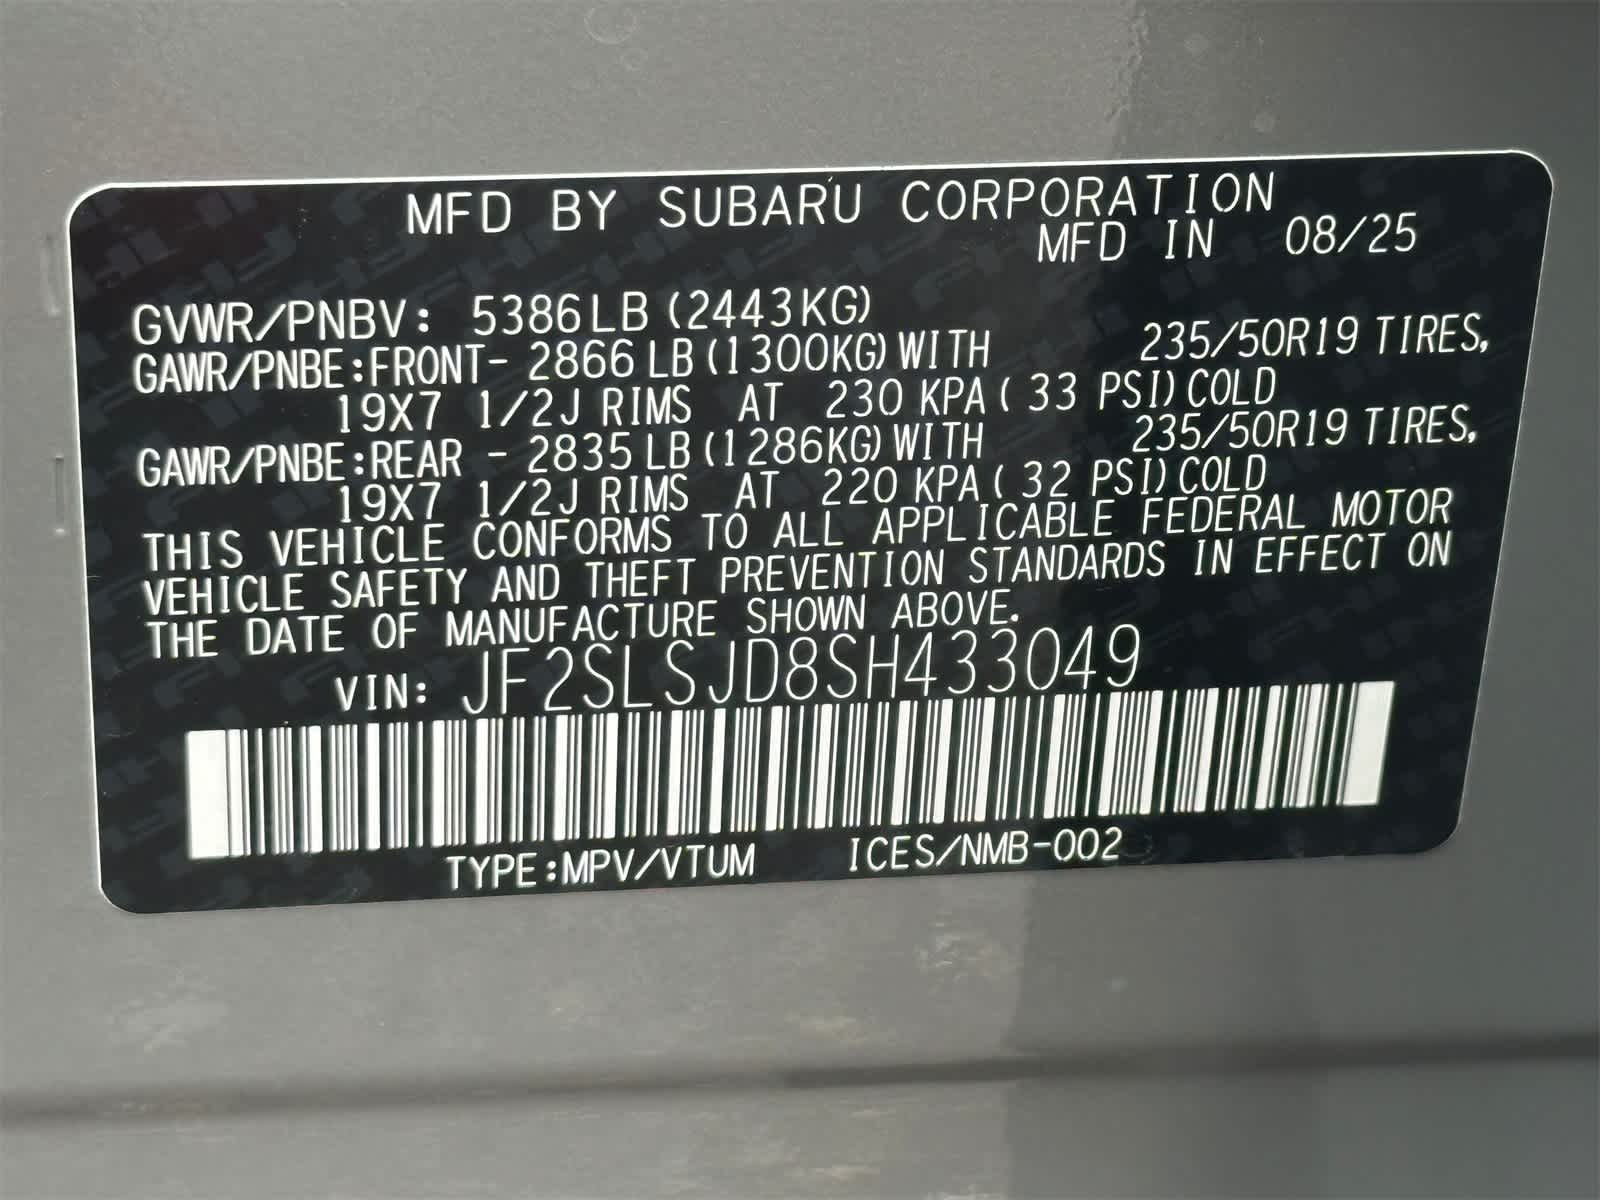 MFD BY SUBARU CORPORATION
MFD IN 08/25
GVWR/PNBV: 5386LB (2443KG)
GAWR/PNBE:FRONT- 2866 LB (1300KG) WITH 235/50R19 TIRES,
19X7 1/2J RIMS AT 230 KPA ( 33 PSI) COLD
GAWR/PNBE:REAR - 2835 LB (1286KG) WITH 235/50R19 TIRES,
19X7 1/2J RIMS AT 220 KPA ( 32 PSI) COLD
THIS VEHICLE CONFORMS TO ALL APPLICABLE FEDERAL MOTOR
VEHICLE SAFETY AND THEFT PREVENTION STANDARDS IN EFFECT ON
THE DATE OF MANUFACTURE SHOWN ABOVE.
VIN: JF2SLSJD8SH433049
TYPE:MPV/VTUM ICES/NMB-002